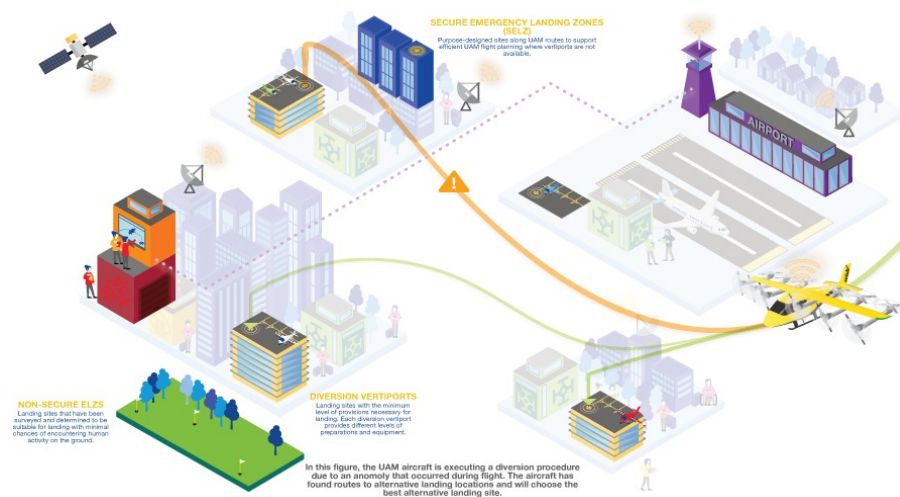 SECURE EMERGENCY LANDING ZONES
(SELZ)
Purpose-designed sites along UAM routes to support
efficient UAM flight planning where vertiports are not
available.
AIRPORT
!
NON-SECURE ELZS
Landing sites that have been
surveyed and determined to be
suitable for landing with minimal
chances of encountering human
activity on the ground.
DIVERSION VERTIPORTS
Landing sites with the minimum
level of provisions necessary for
landing. Each diversion vertiport
provides different levels of
preparations and equipment.
In this figure, the UAM aircraft is executing a diversion procedure
due to an anomoly that occurred during flight. The aircraft has
found routes to alternative landing locations and will choose the
best alternative landing site.